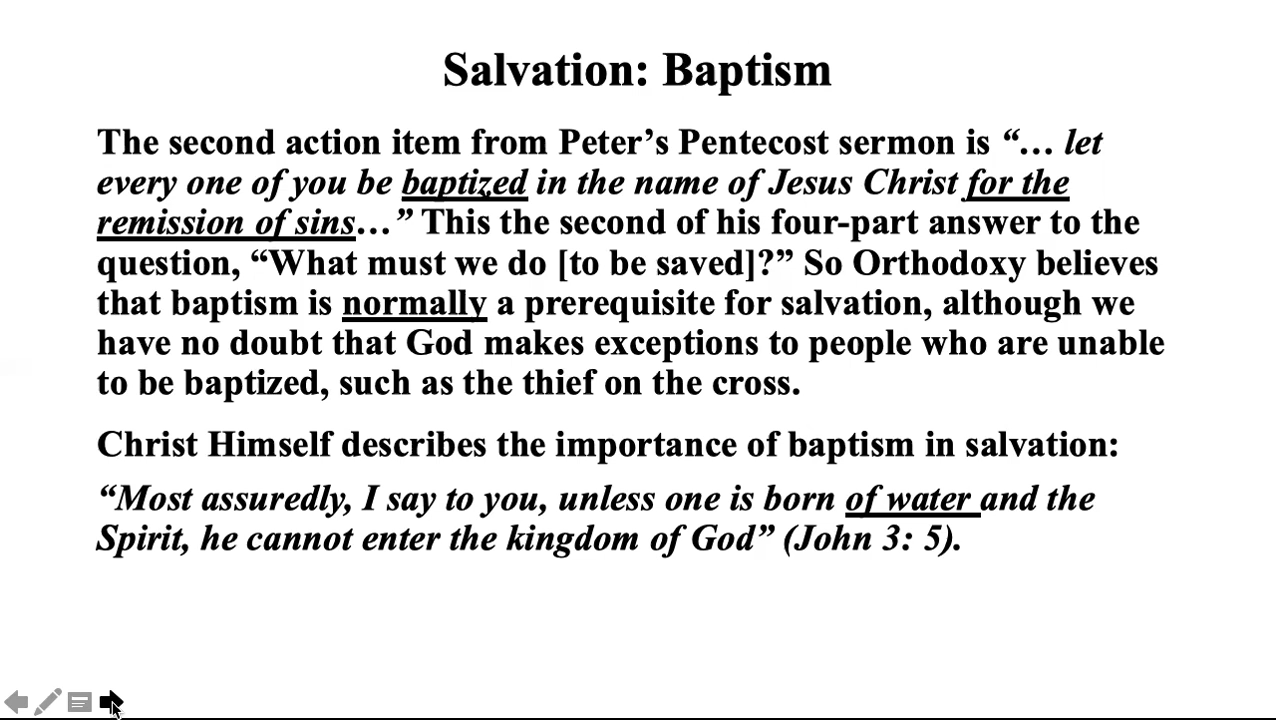 Salvation: Baptism
The second action item from Peter’s Pentecost sermon is “… let
every one of you be baptized in the name of Jesus Christ for the
remission of sins…” This the second of his four-part answer to the
question, “What must we do [to be saved]?” So Orthodoxy believes
that baptism is normally a prerequisite for salvation, although we
have no doubt that God makes exceptions to people who are unable
to be baptized, such as the thief on the cross.
Christ Himself describes the importance of baptism in salvation:
“Most assuredly, I say to you, unless one is born of water and the
Spirit, he cannot enter the kingdom of God” (John 3: 5).